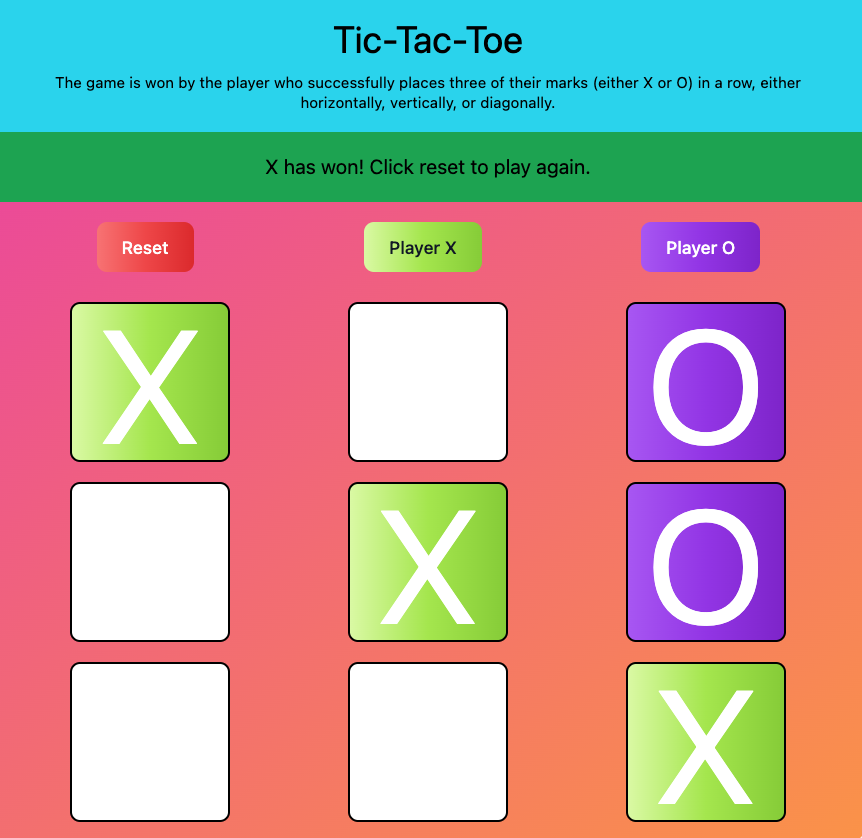 Tic-Tac-Toe
The game is won by the player who successfully places three of their marks (either X or O) in a row, either
horizontally, vertically, or diagonally.
X has won! Click reset to play again.
Reset Player X Player O
X O
X O
X